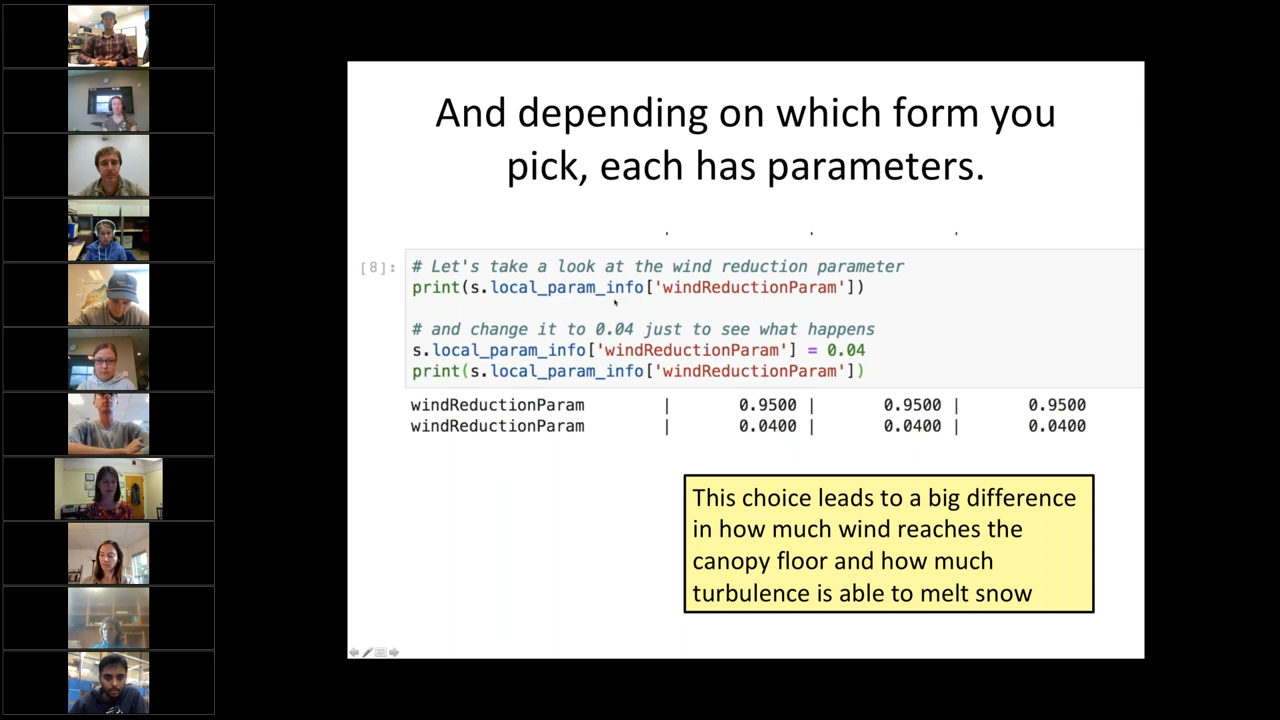 And depending on which form you
pick, each has parameters.
[8]:
# Let's take a look at the wind reduction parameter
print(s.local_param_info['windReductionParam'])
# and change it to 0.04 just to see what happens
s.local_param_info['windReductionParam'] = 0.04
print(s.local_param_info['windReductionParam'])
windReductionParam | 0.9500 | 0.9500 | 0.9500
windReductionParam | 0.0400 | 0.0400 | 0.0400
This choice leads to a big difference
in how much wind reaches the
canopy floor and how much
turbulence is able to melt snow